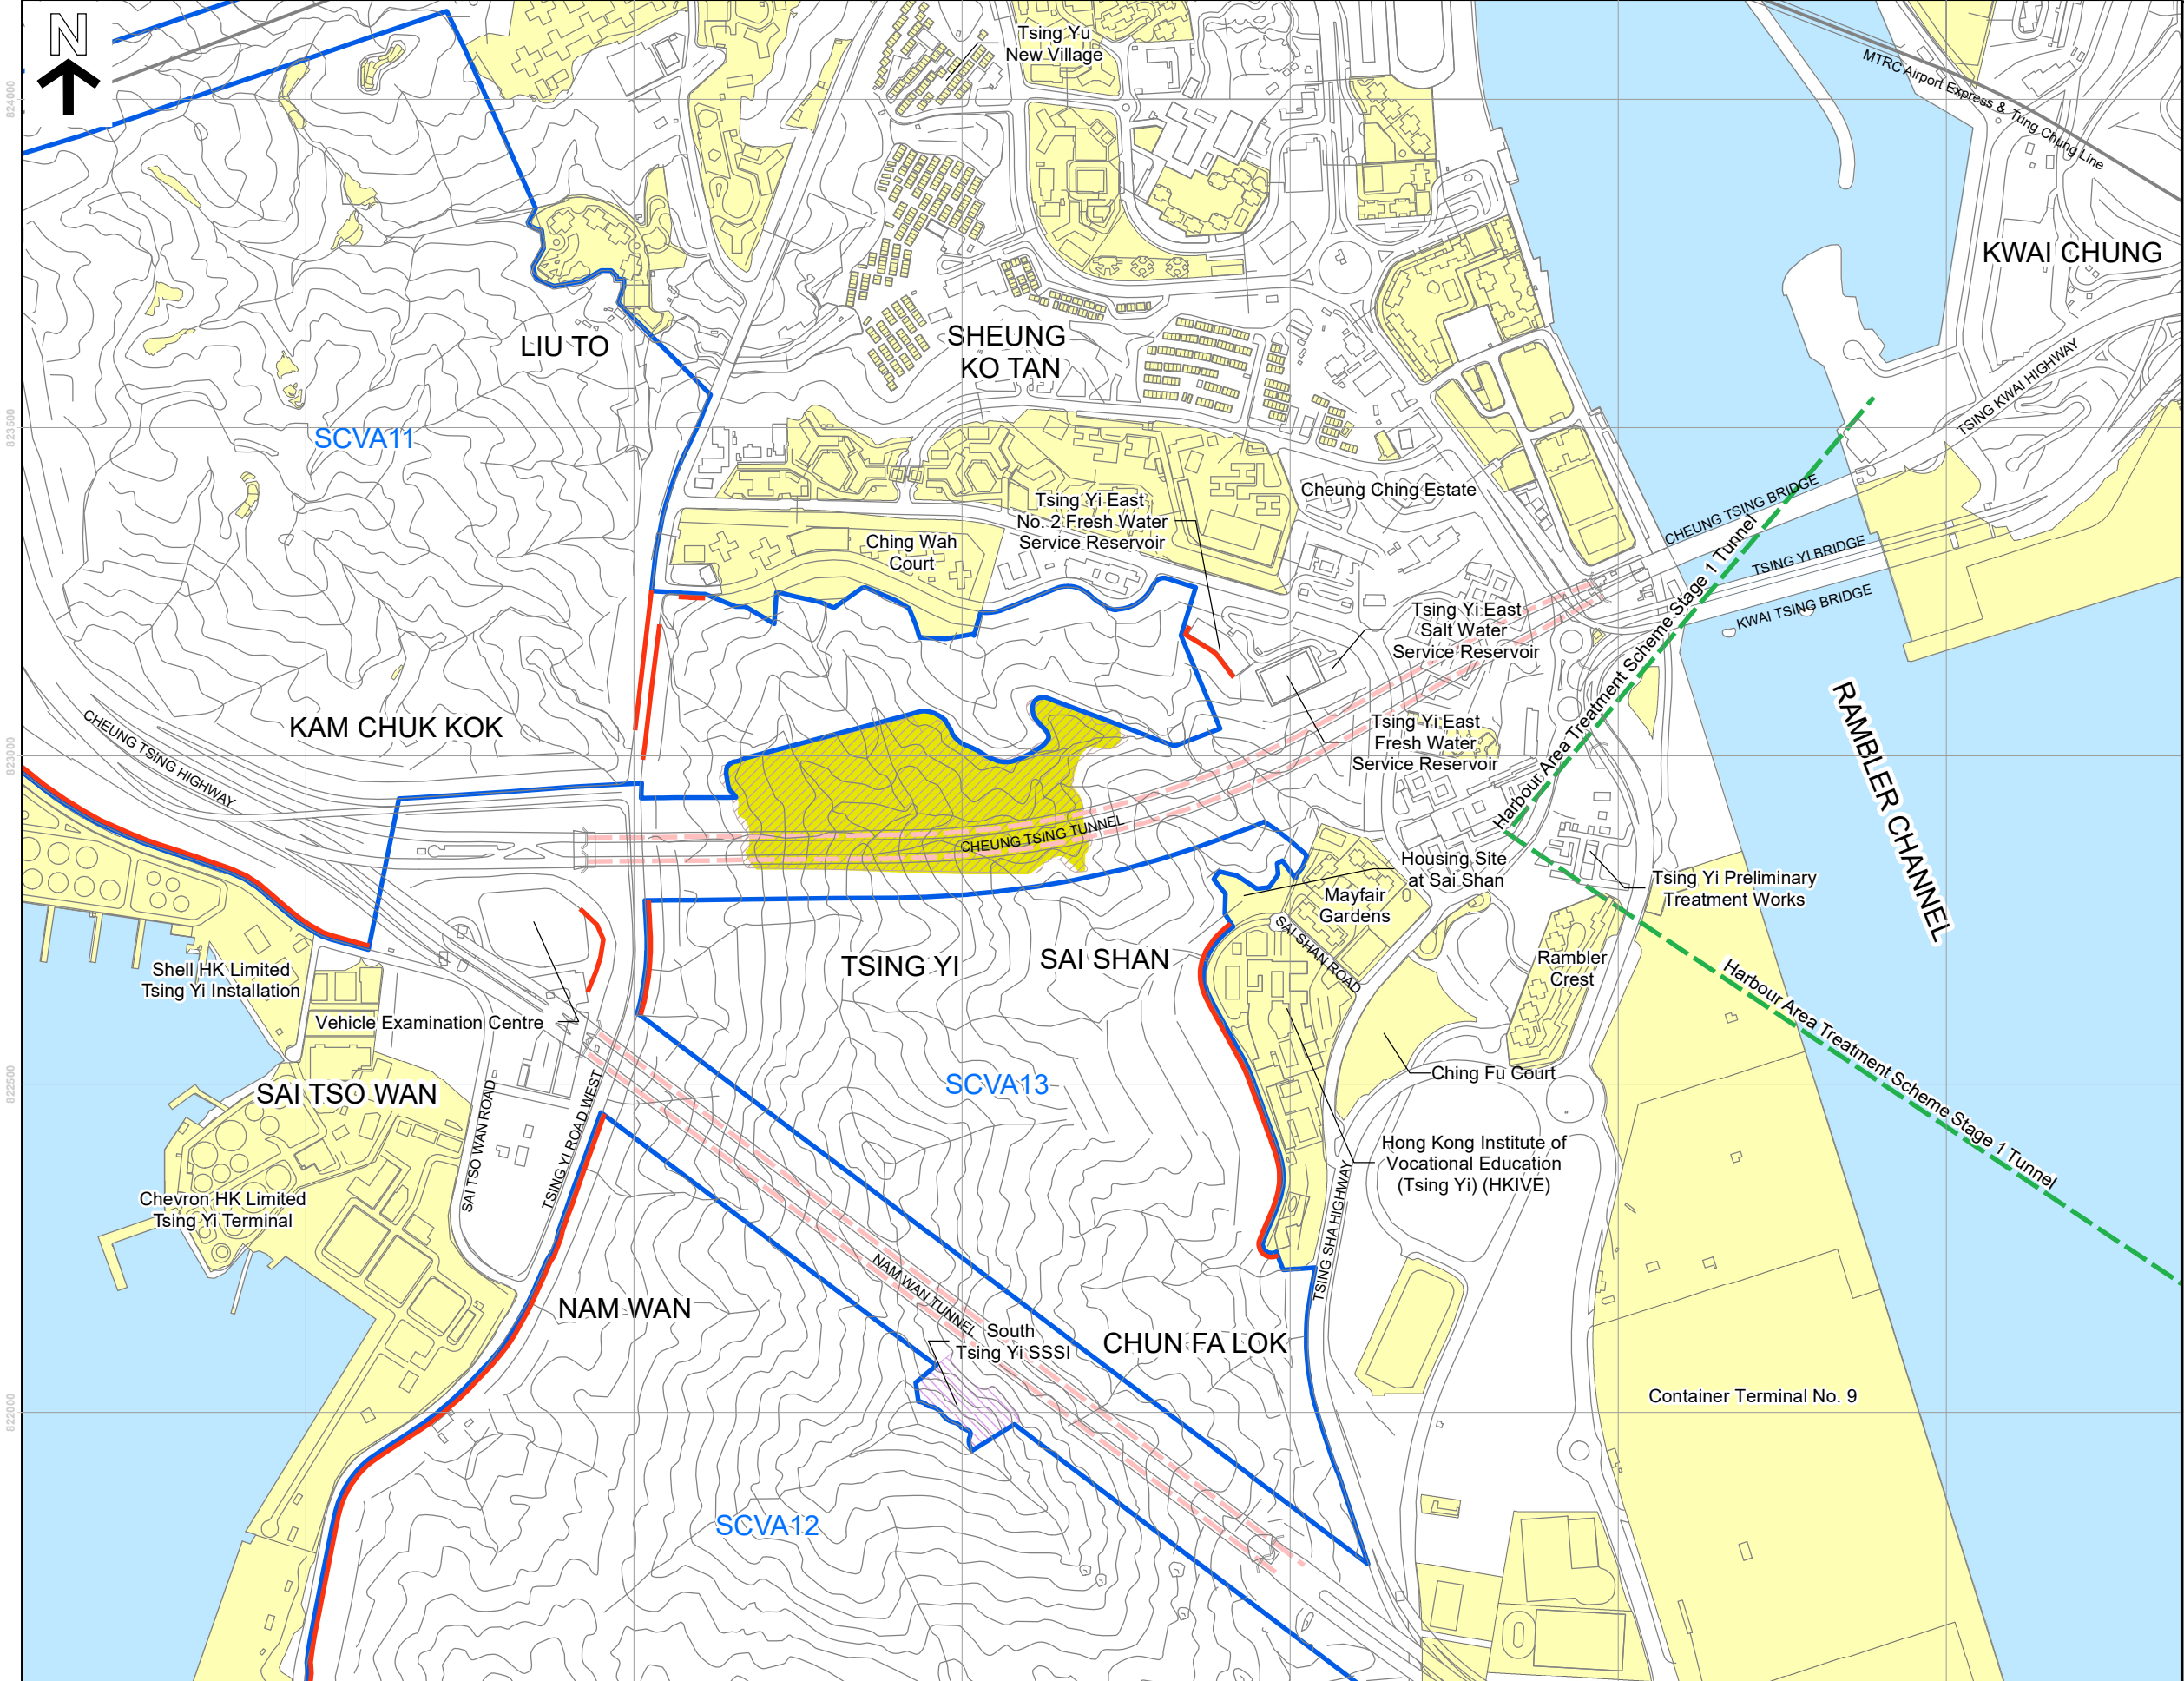 N
Tsing Yu
New Village
824000
MTRC Airport Express & Tung Chung Line
KWAI CHUNG
LIU TO
SHEUNG
KO TAN
TSING KWAI HIGHWAY
823500
SCVA11
Cheung Ching Estate
Tsing Yi East
No. 2 Fresh Water
Service Reservoir
CHEUNG TSING BRIDGE
Ching Wah
Court
TSING YI BRIDGE
KWAI TSING BRIDGE
Tsing Yi East
Salt Water
Service Reservoir
Harbour Area Treatment Scheme Stage 1 Tunnel
KAM CHUK KOK
Tsing Yi East
Fresh Water
Service Reservoir
RAMBLER CHANNEL
823000
CHEUNG TSING HIGHWAY
CHEUNG TSING TUNNEL
Housing Site
at Sai Shan
Mayfair
Gardens
Tsing Yi Preliminary
Treatment Works
SAI SHAN ROAD
TSING YI
SAI SHAN
Rambler
Crest
Shell HK Limited
Tsing Yi Installation
Harbour Area Treatment Scheme Stage 1 Tunnel
Vehicle Examination Centre
Ching Fu Court
822500
SAI TSO WAN
SCVA13
SAI TSO WAN ROAD
TSING YI ROAD WEST
Hong Kong Institute of
Vocational Education
(Tsing Yi) (HKIVE)
Chevron HK Limited
Tsing Yi Terminal
TSING SHA HIGHWAY
NAM WAN
NAM WAN TUNNEL
South
Tsing Yi SSSI
CHUN FA LOK
Container Terminal No. 9
822000
SCVA12